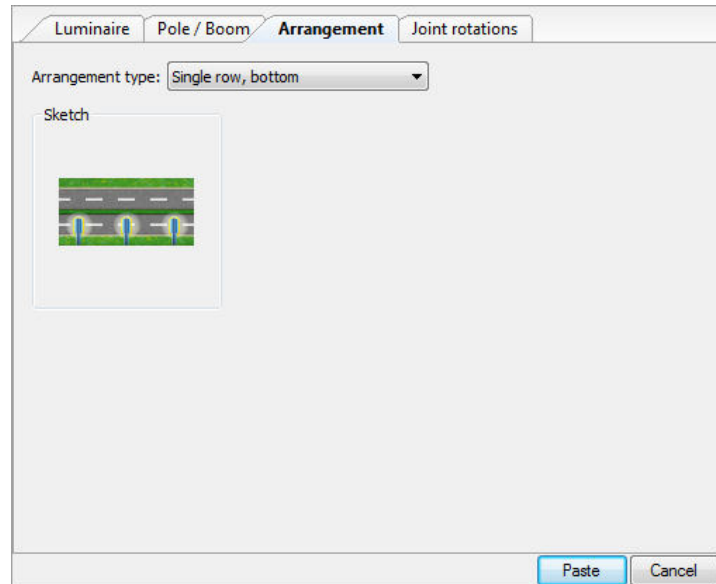 Luminaire Pole / Boom Arrangement Joint rotations
Arrangement type: Single row, bottom
Sketch
Paste Cancel